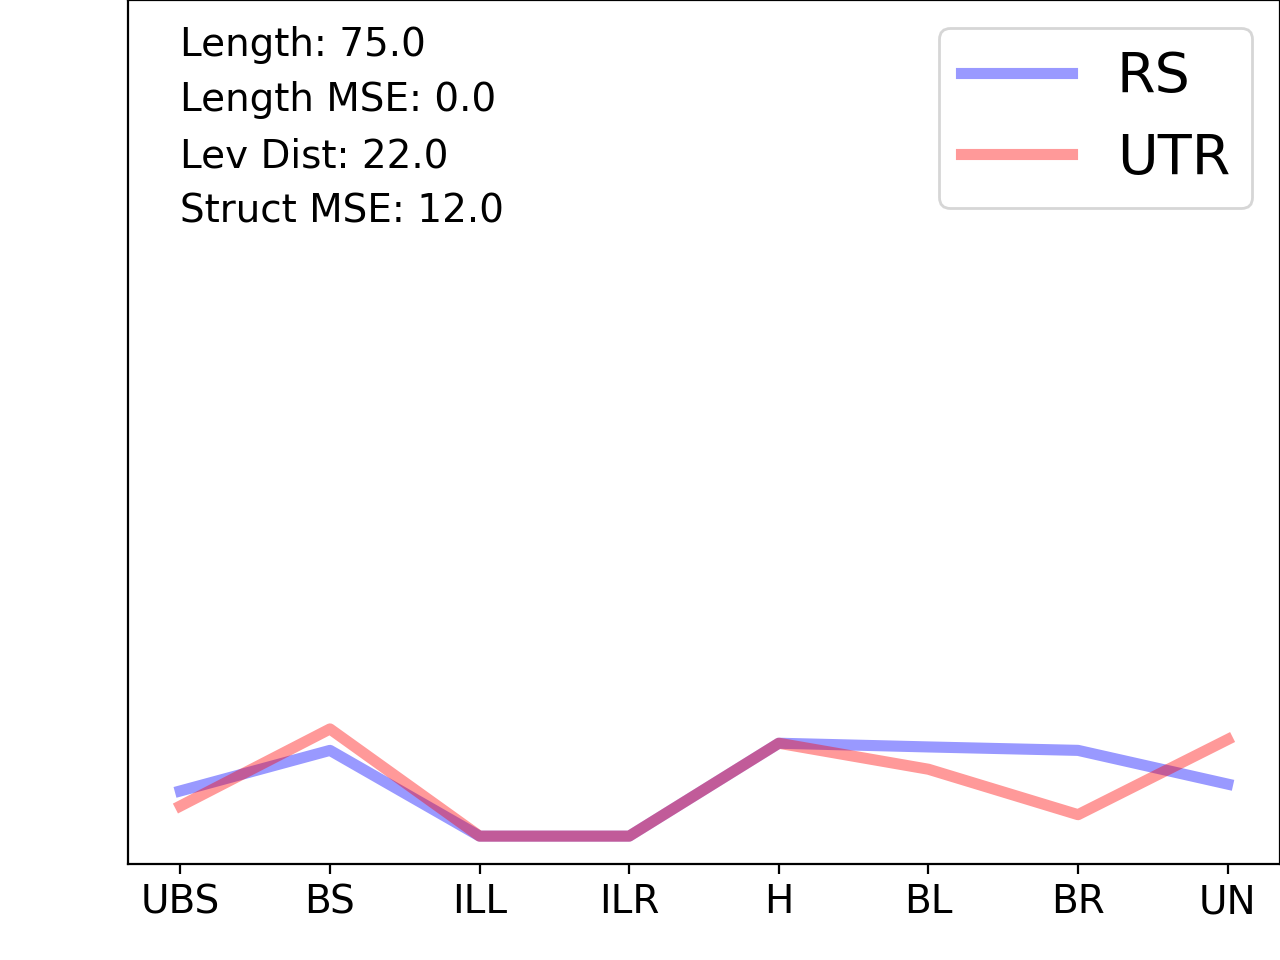 Length: 75.0
Length MSE: 0.0
Lev Dist: 22.0
Struct MSE: 12.0
RS
UTR
UBS BS ILL ILR H BL BR UN